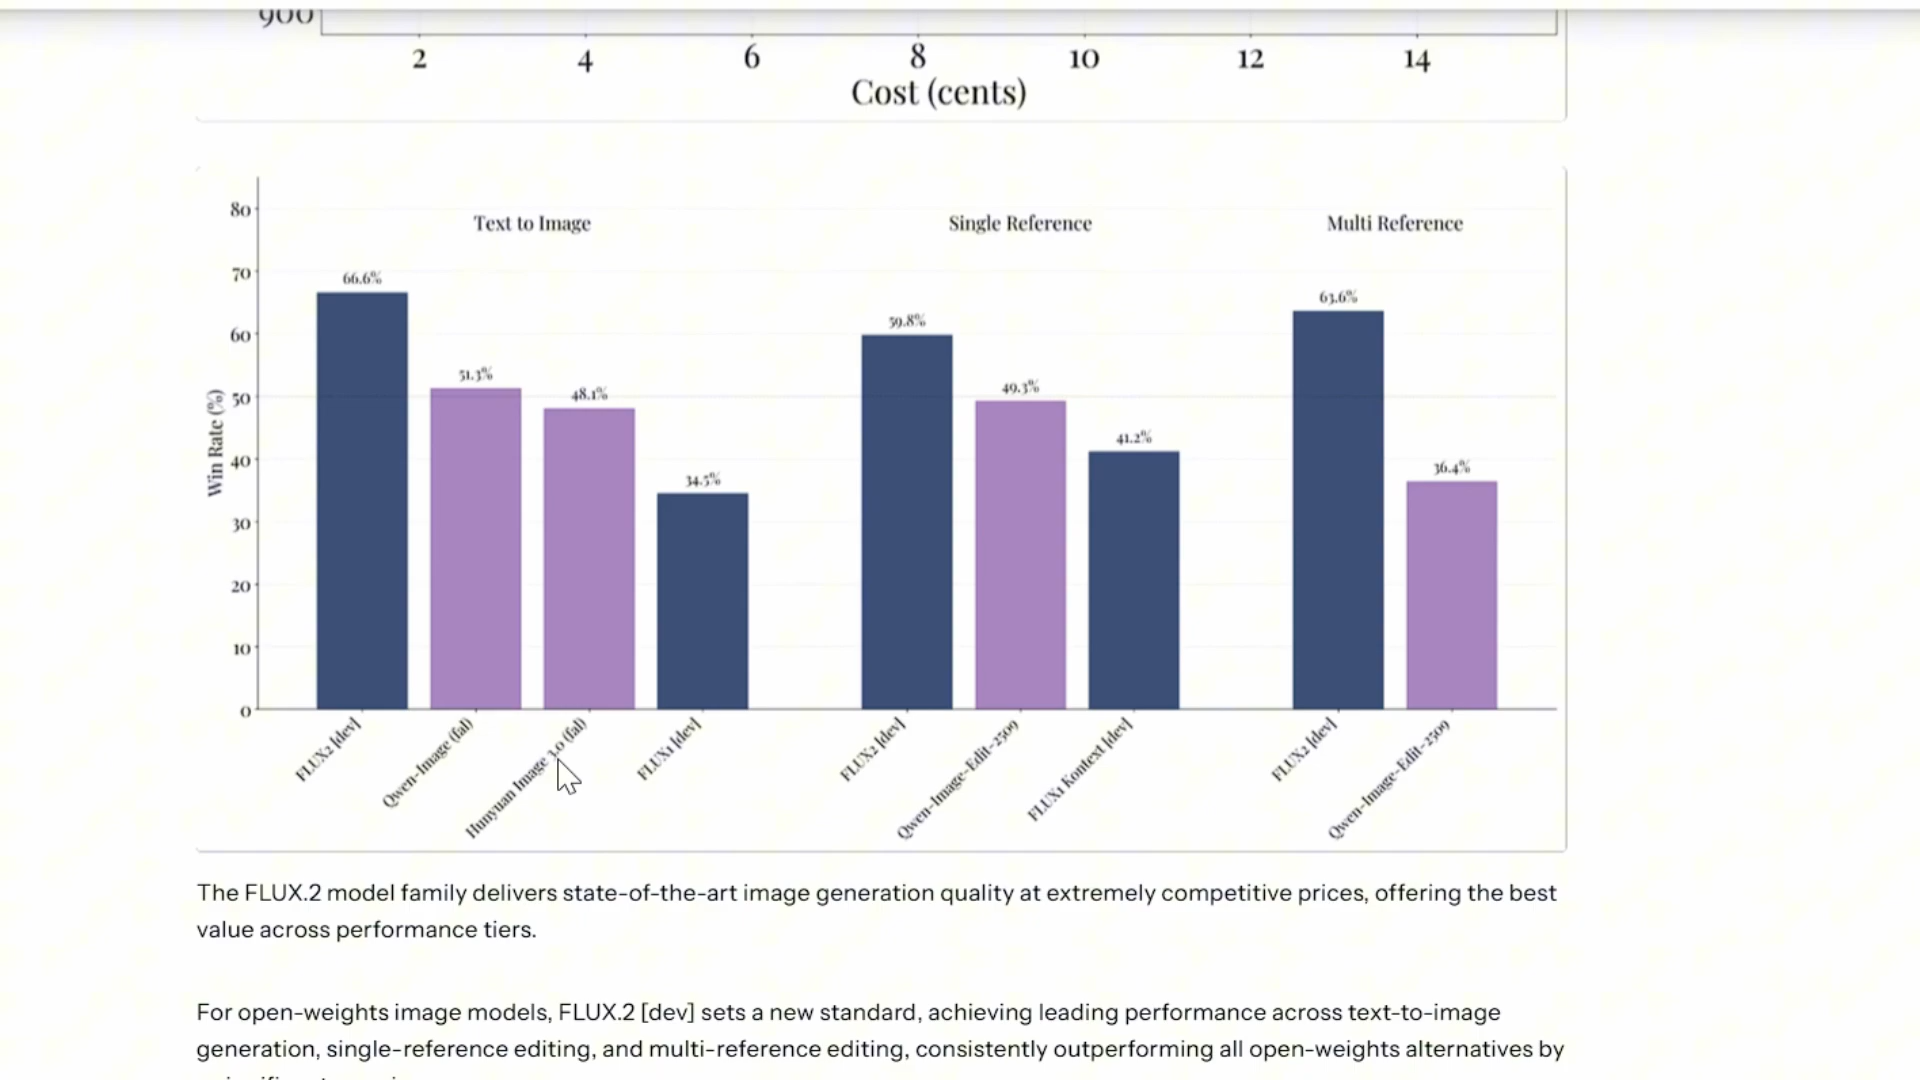 900
2 4 6 8 10 12 14
Cost (cents)
Text to Image
Single Reference
Multi Reference
Win Rate (%)
80
70
60
50
40
30
20
10
0
66.6%
51.3%
48.1%
34.5%
59.8%
49.3%
41.2%
63.6%
36.4%
FLUX2 [dev]
Qwen-Image (fal)
Hunyuan Image 3.0 (fal)
FLUX1 [dev]
FLUX2 [dev]
Qwen-Image-Edit-2509
FLUX1 Kontext [dev]
FLUX2 [dev]
Qwen-Image-Edit-2509
The FLUX.2 model family delivers state-of-the-art image generation quality at extremely competitive prices, offering the best
value across performance tiers.
For open-weights image models, FLUX.2 [dev] sets a new standard, achieving leading performance across text-to-image
generation, single-reference editing, and multi-reference editing, consistently outperforming all open-weights alternatives by